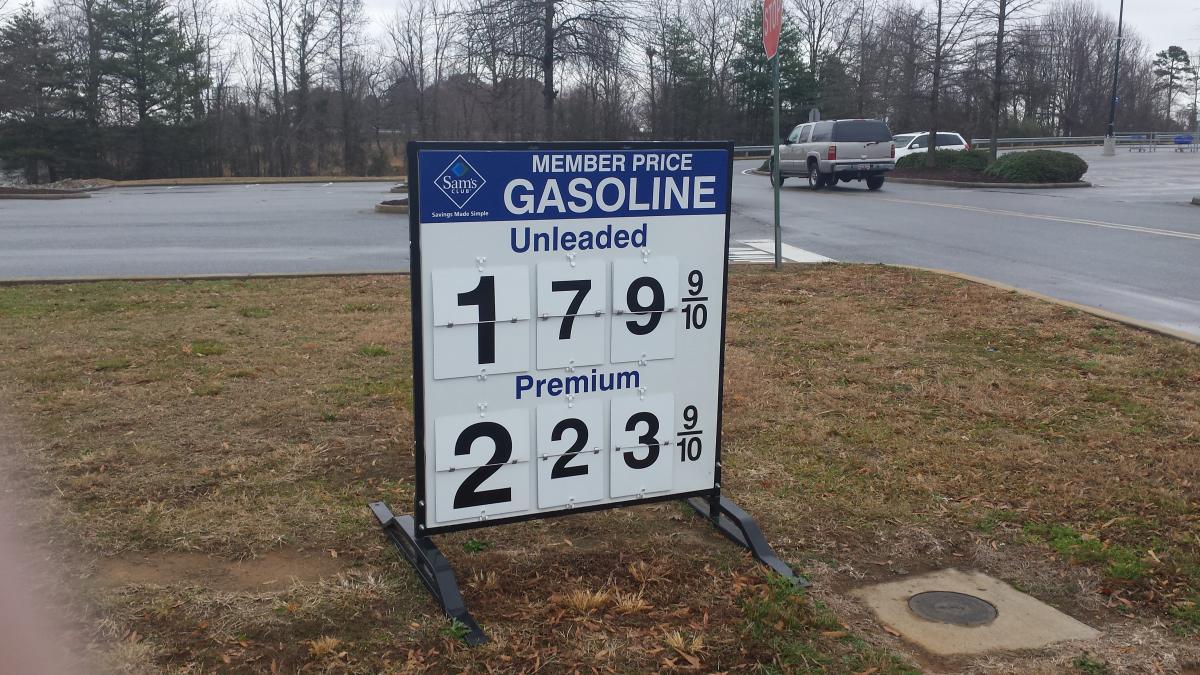 STOP
MEMBER PRICE
Sam's
CLUB
GASOLINE
Savings Made Simple
Unleaded
1 7 9 9/10
Premium
2 2 3 9/10